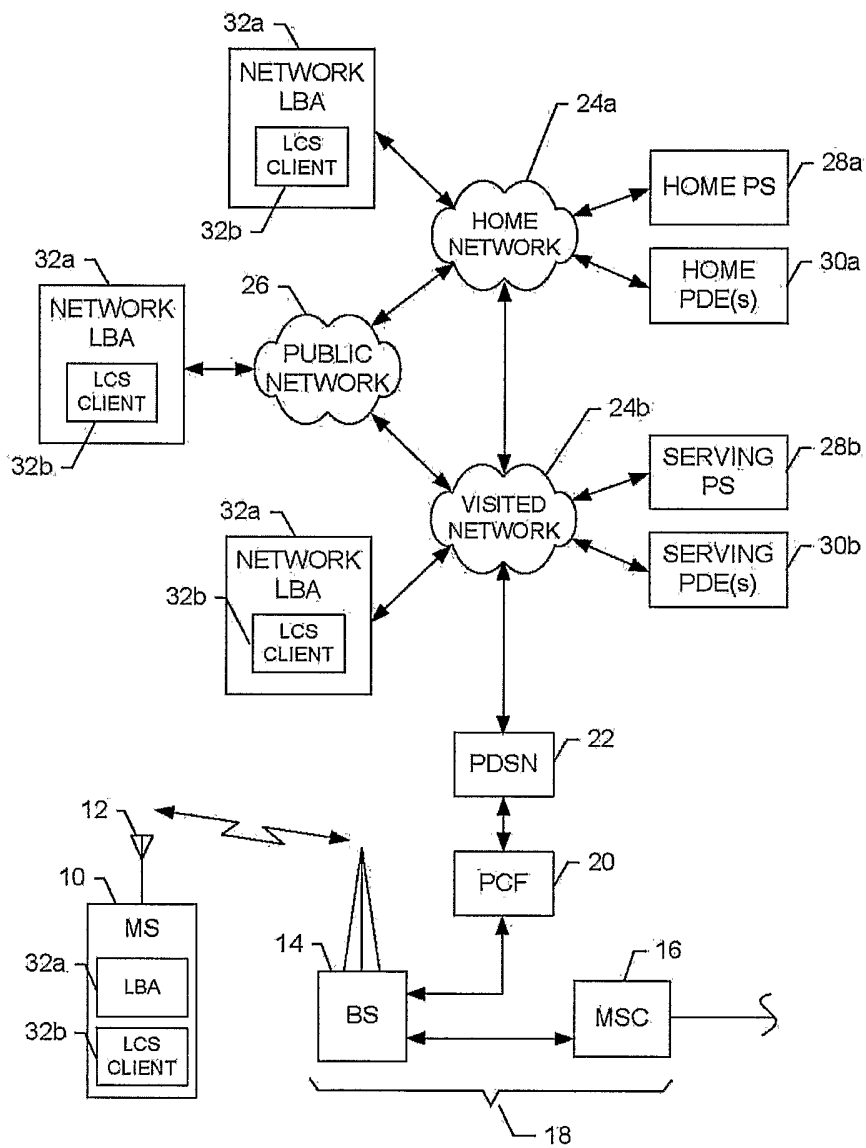 32a
NETWORK
LBA
LCS
CLIENT
32b
24a
HOME
NETWORK
HOME PS
28a
HOME
PDE(s)
30a
32a
NETWORK
LBA
LCS
CLIENT
32b
26
PUBLIC
NETWORK
24b
VISITED
NETWORK
SERVING
PS
28b
SERVING
PDE(s)
30b
32a
NETWORK
LBA
32b
LCS
CLIENT
PDSN
22
PCF
20
12
10
MS
32a
LBA
32b
LCS
CLIENT
14
BS
16
MSC
18